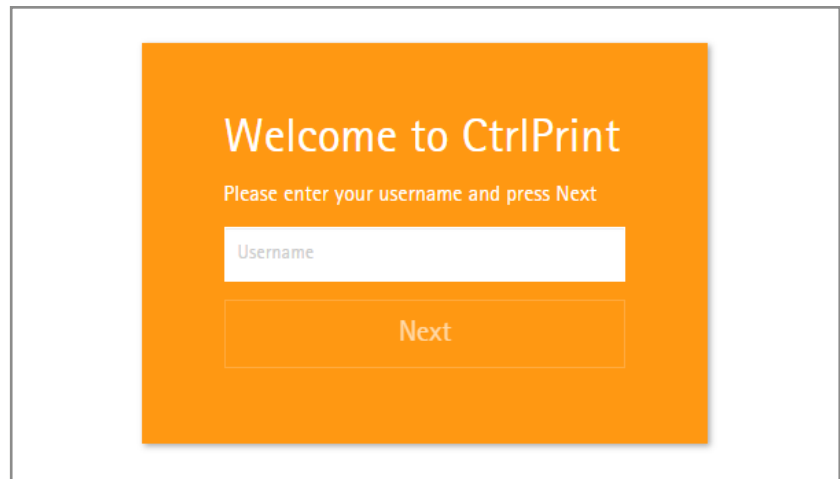 Welcome to CtrlPrint
Please enter your username and press Next
Username
Next